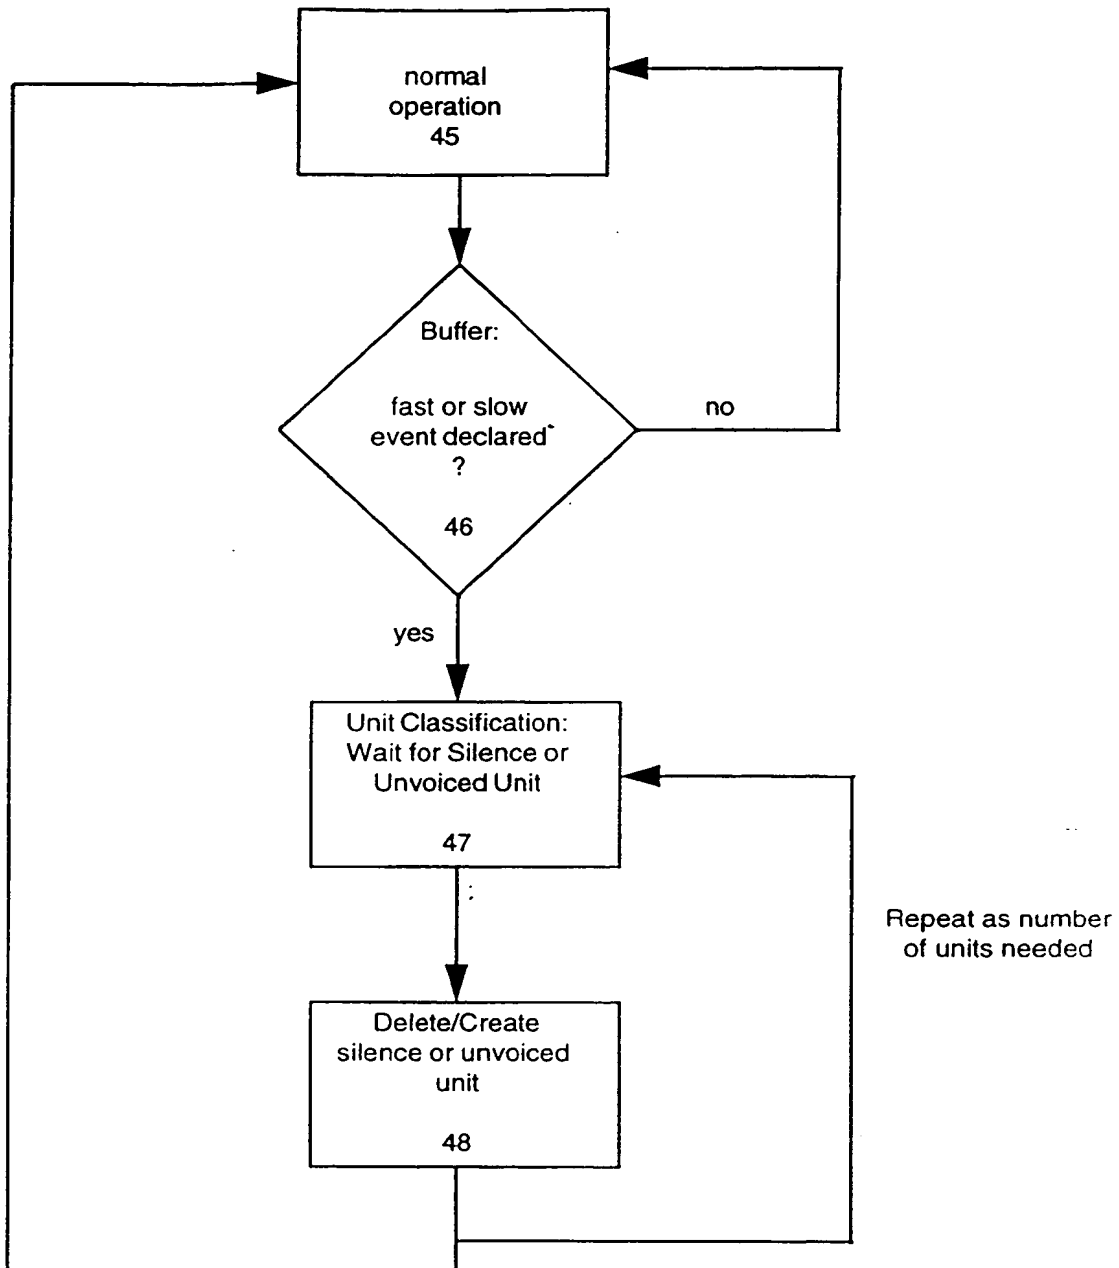 normal
operation
45
Buffer:
fast or slow
event declared
?
46
no
yes
Unit Classification:
Wait for Silence or
Unvoiced Unit
47
Repeat as number
of units needed
Delete/Create
silence or unvoiced
unit
48